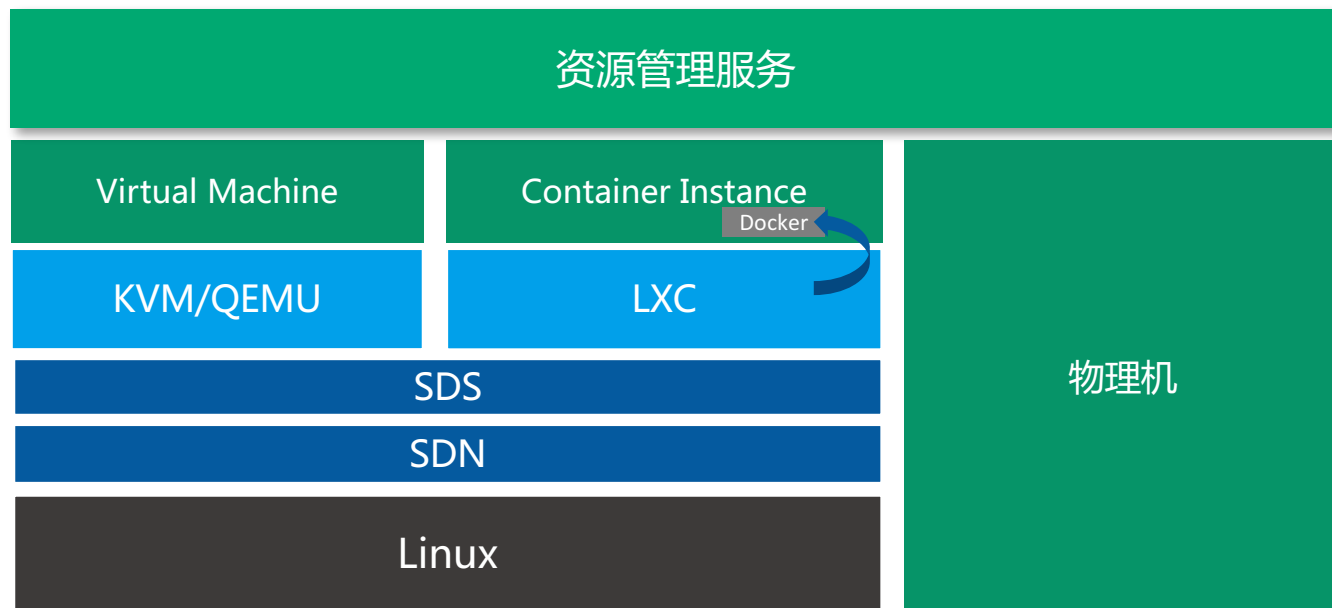 资源管理服务
Virtual Machine
Container Instance
Docker
KVM/QEMU
LXC
SDS
SDN
Linux
物理机